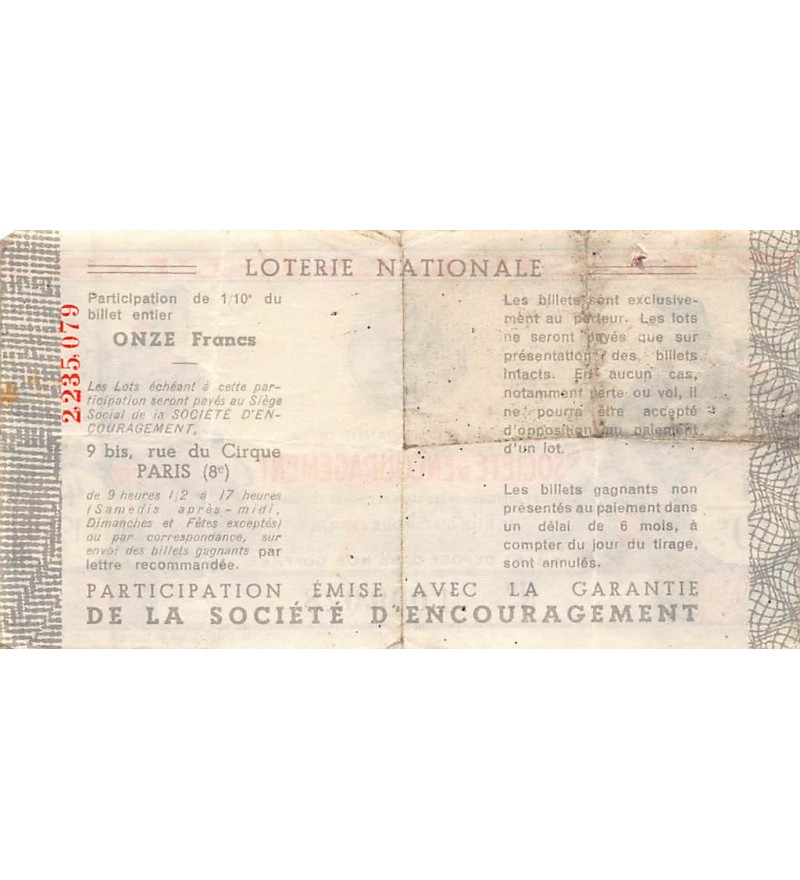 LOTERIE NATIONALE
2.235.079
Participation de 1/10e du
billet entier
ONZE Francs
Les Lots échéant à cette par-
ticipation seront payés au Siège
Social de la SOCIÉTÉ D'EN-
COURAGEMENT,
9 bis, rue du Cirque
PARIS (8e)
de 9 heures 1/2 à 17 heures
(Samedis après-midi,
Dimanches et Fêtes exceptés)
ou par correspondance, sur
envoi des billets gagnants par
lettre recommandée.
Les billets sont exclusive-
ment au porteur. Les lots
ne seront payés que sur
présentation des billets
intacts. En aucun cas,
notamment perte ou vol, il
ne pourra être accepté
d'opposition au paiement
d'un lot.
Les billets gagnants non
présentés au paiement dans
un délai de 6 mois, à
compter du jour du tirage,
sont annulés.
PARTICIPATION ÉMISE AVEC LA GARANTIE
DE LA SOCIÉTÉ D'ENCOURAGEMENT